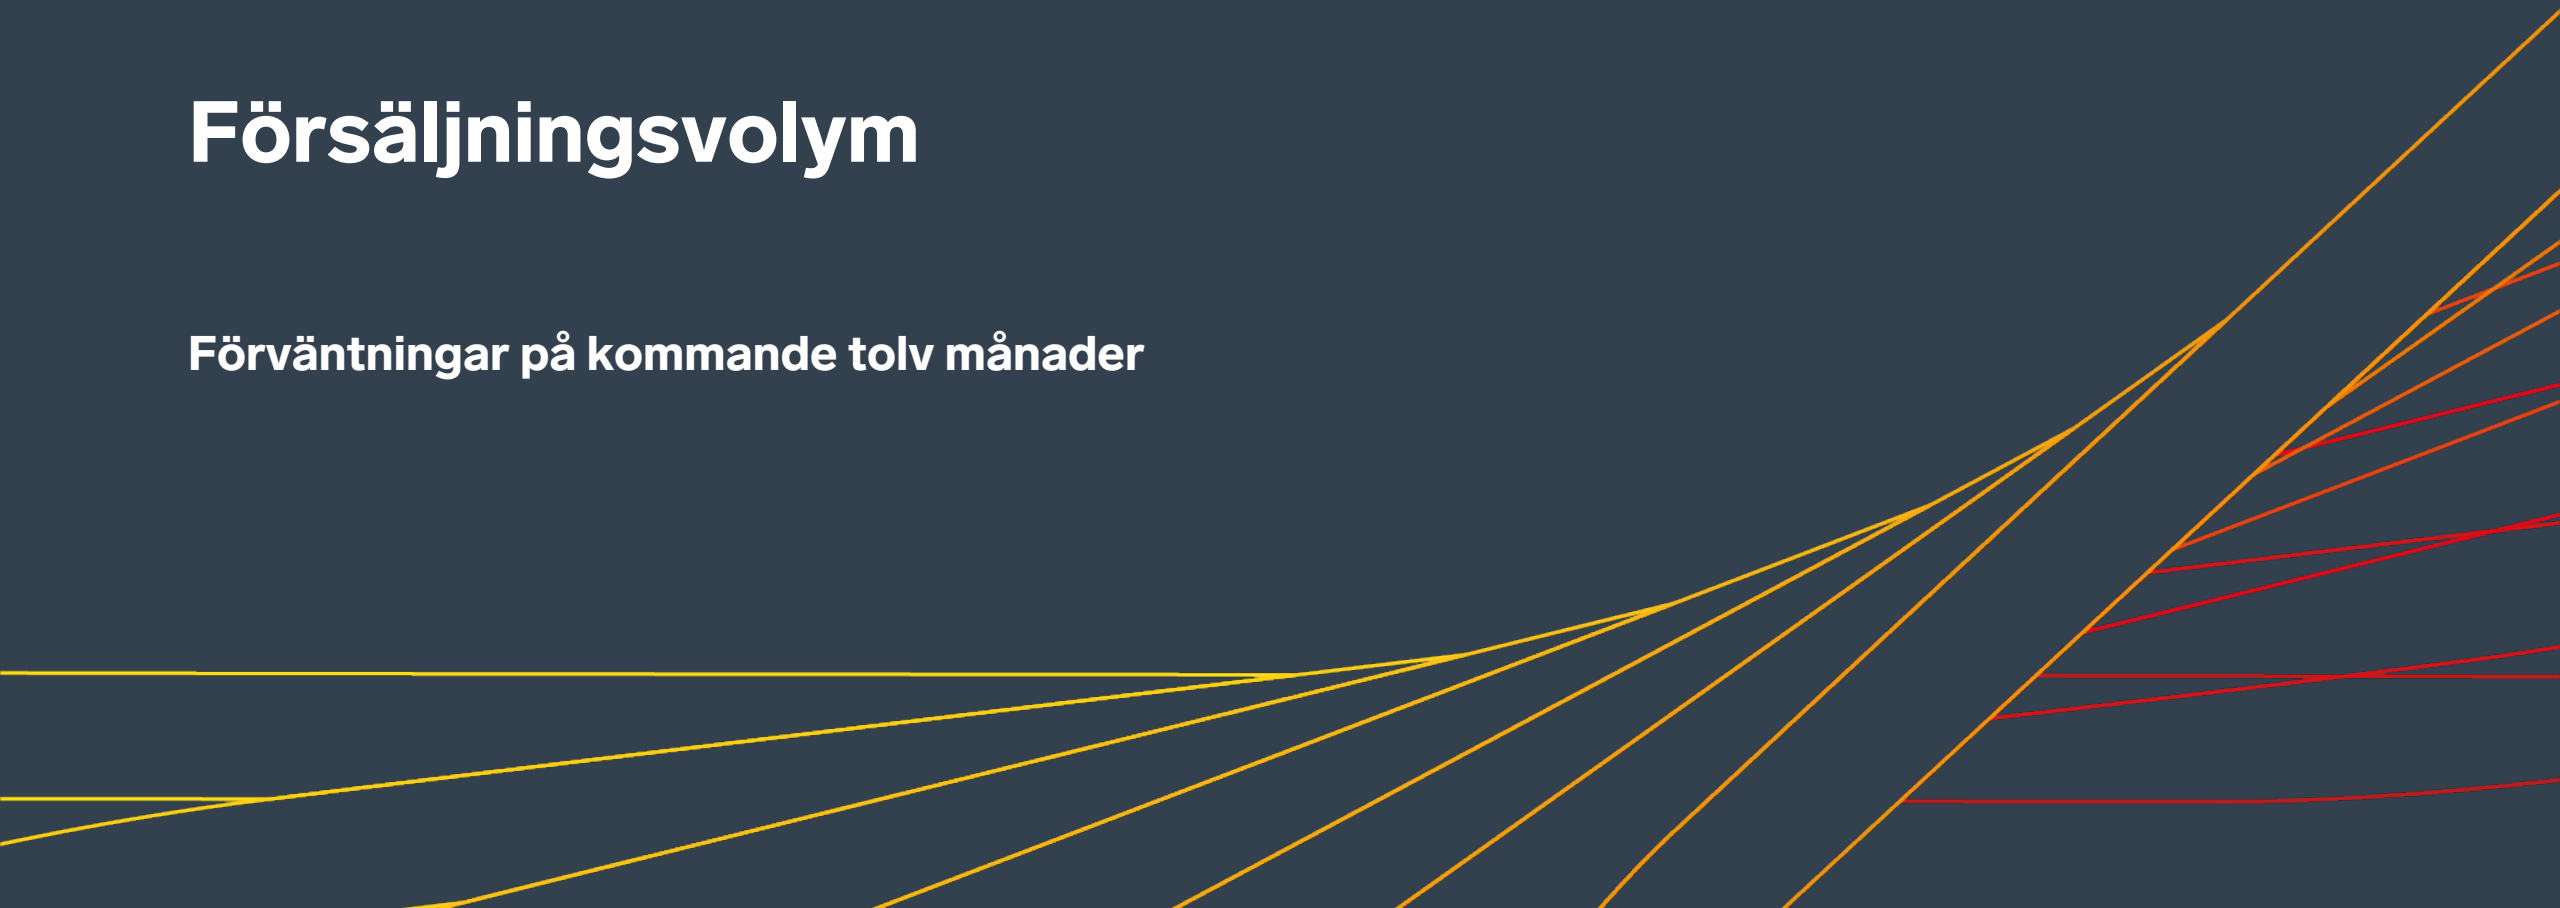 Försäljningsvolym
Förväntningar på kommande tolv månader